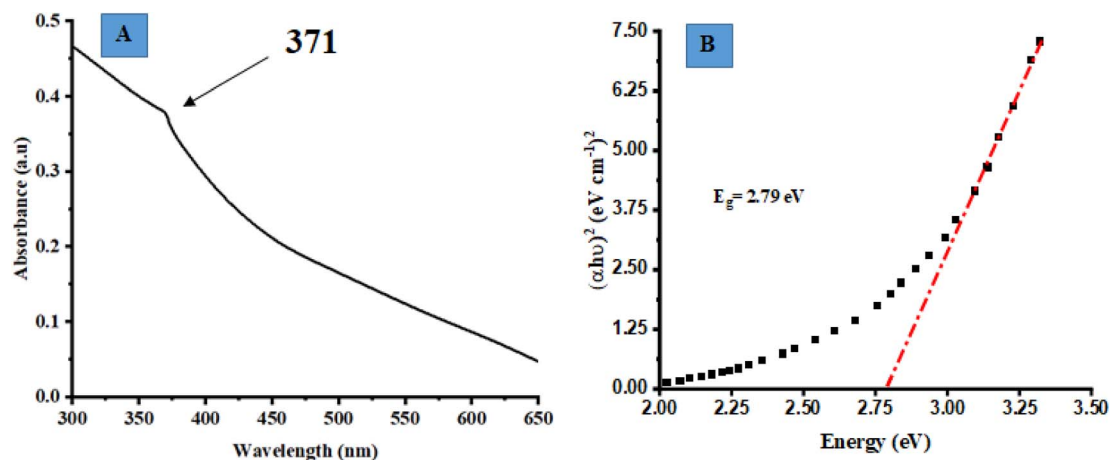 A
371
0.5
0.4
0.3
0.2
0.1
0.0
Absorbance (a.u)
300 350 400 450 500 550 600 650
Wavelength (nm)
B
7.50
6.25
5.00
3.75
2.50
1.25
0.00
(αhυ)² (eV cm⁻¹)²
E_g= 2.79 eV
2.00 2.25 2.50 2.75 3.00 3.25 3.50
Energy (eV)